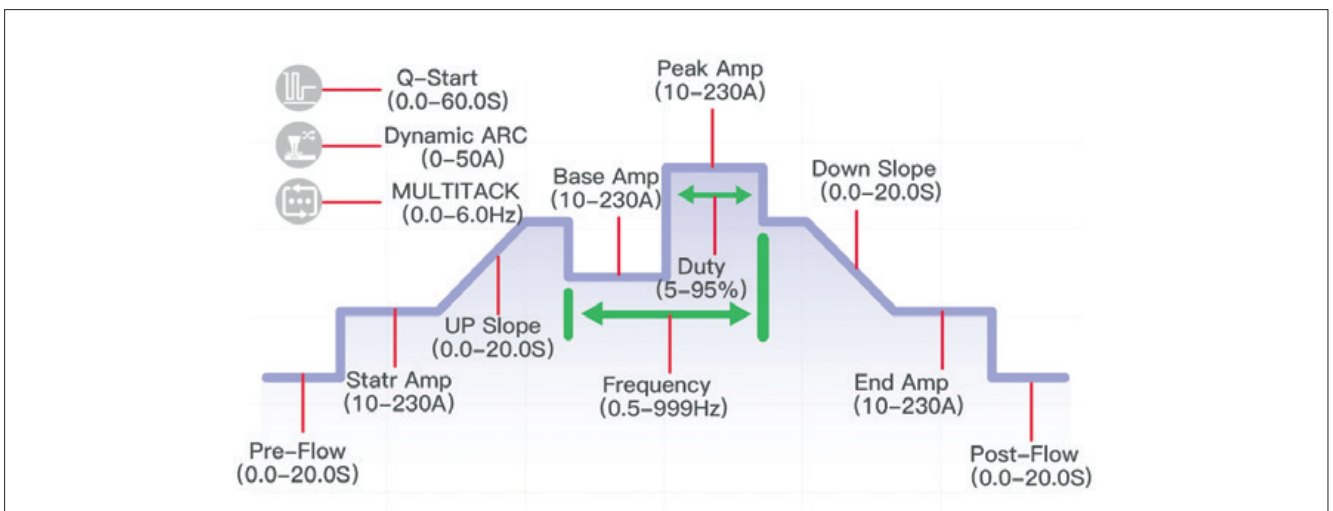 Q-Start
(0.0-60.0S)
Dynamic ARC
(0-50A)
MULTITACK
(0.0-6.0Hz)
Peak Amp
(10-230A)
Base Amp
(10-230A)
Down Slope
(0.0-20.0S)
Duty
(5-95%)
UP Slope
(0.0-20.0S)
Statr Amp
(10-230A)
Frequency
(0.5-999Hz)
End Amp
(10-230A)
Pre-Flow
(0.0-20.0S)
Post-Flow
(0.0-20.0S)